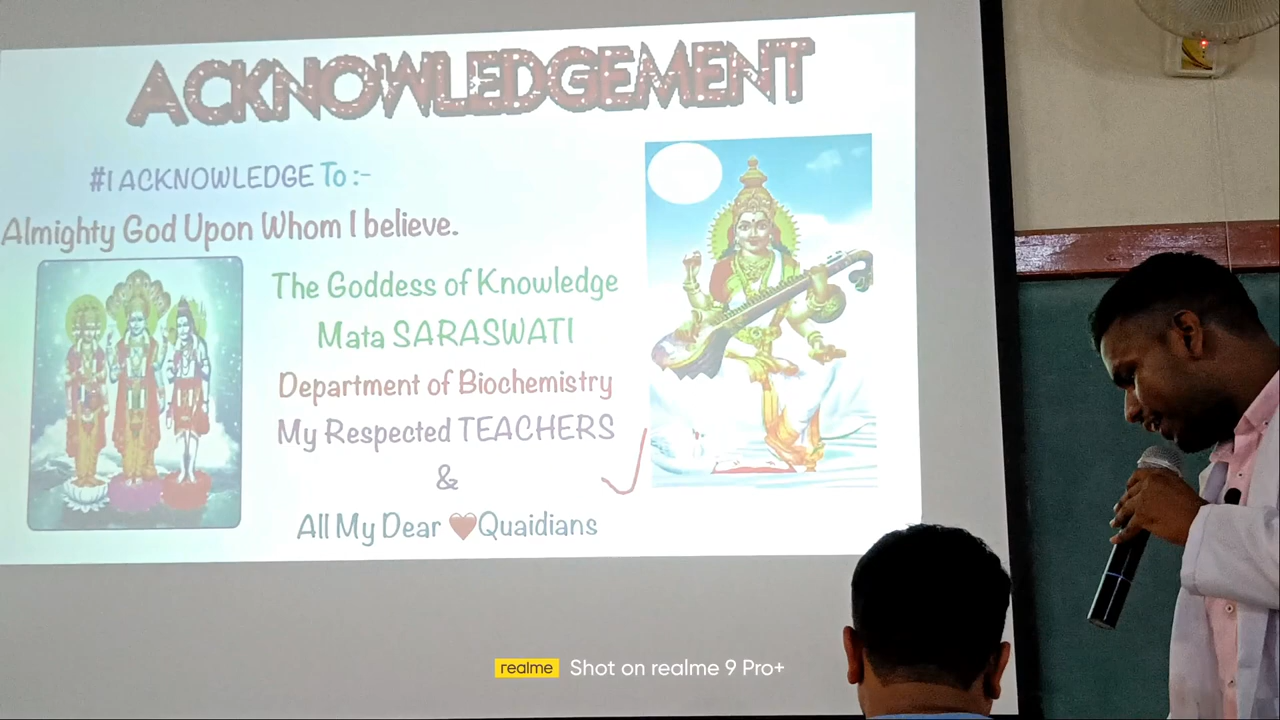 ACKNOWLEDGEMENT
#I ACKNOWLEDGE To :-
Almighty God Upon Whom I believe.
The Goddess of Knowledge
Mata SARASWATI
Department of Biochemistry
My Respected TEACHERS
&
All My Dear ❤Quaidians
realme Shot on realme 9 Pro+